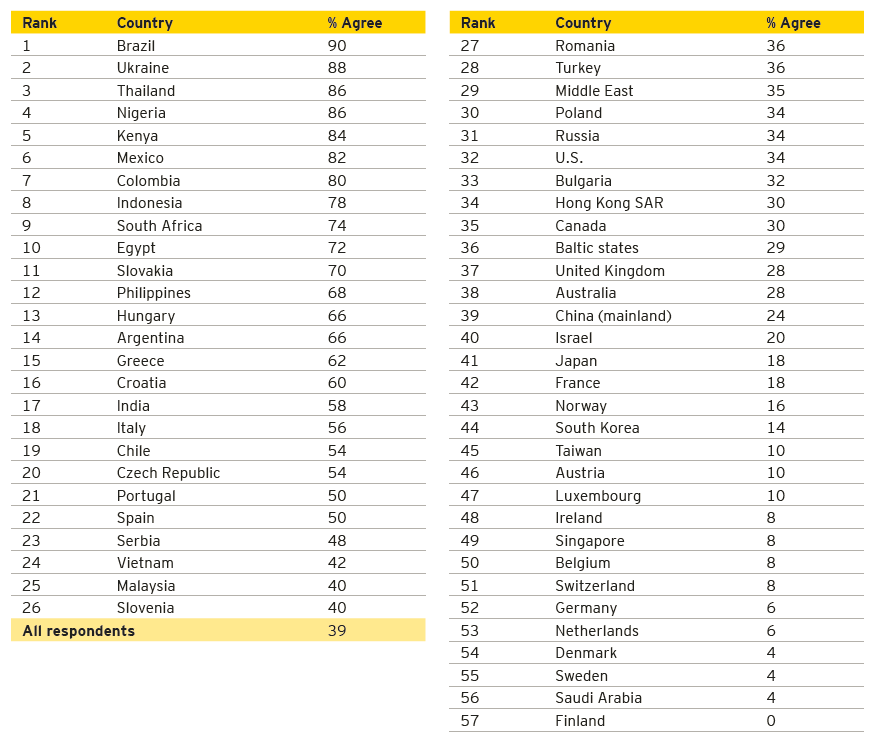 Rank Country % Agree
1 Brazil 90
2 Ukraine 88
3 Thailand 86
4 Nigeria 86
5 Kenya 84
6 Mexico 82
7 Colombia 80
8 Indonesia 78
9 South Africa 74
10 Egypt 72
11 Slovakia 70
12 Philippines 68
13 Hungary 66
14 Argentina 66
15 Greece 62
16 Croatia 60
17 India 58
18 Italy 56
19 Chile 54
20 Czech Republic 54
21 Portugal 50
22 Spain 50
23 Serbia 48
24 Vietnam 42
25 Malaysia 40
26 Slovenia 40
All respondents 39
Rank Country % Agree
27 Romania 36
28 Turkey 36
29 Middle East 35
30 Poland 34
31 Russia 34
32 U.S. 34
33 Bulgaria 32
34 Hong Kong SAR 30
35 Canada 30
36 Baltic states 29
37 United Kingdom 28
38 Australia 28
39 China (mainland) 24
40 Israel 20
41 Japan 18
42 France 18
43 Norway 16
44 South Korea 14
45 Taiwan 10
46 Austria 10
47 Luxembourg 10
48 Ireland 8
49 Singapore 8
50 Belgium 8
51 Switzerland 8
52 Germany 6
53 Netherlands 6
54 Denmark 4
55 Sweden 4
56 Saudi Arabia 4
57 Finland 0